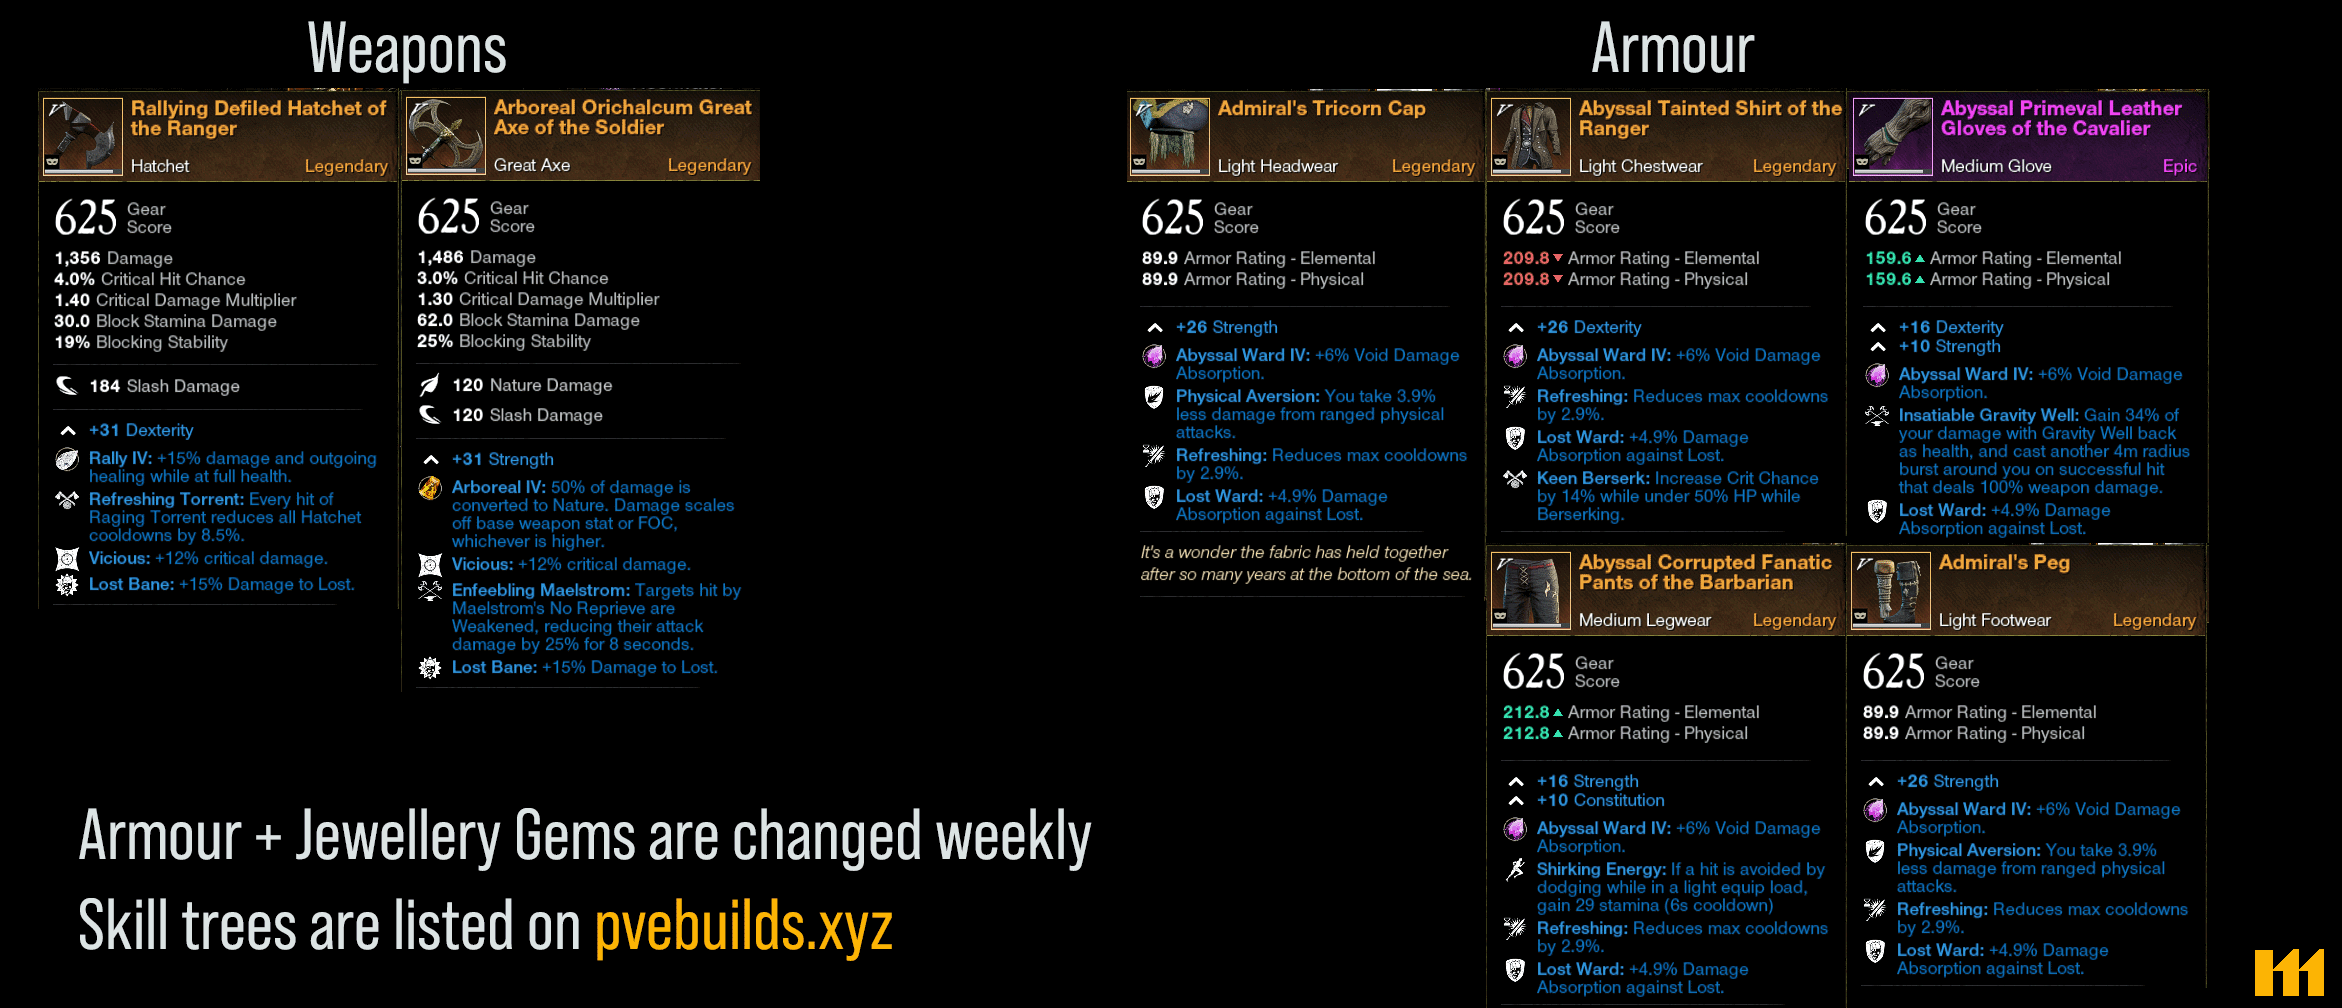 Weapons
Rallying Defiled Hatchet of
the Ranger
Hatchet Legendary
625 Gear
Score
1,356 Damage
4.0% Critical Hit Chance
1.40 Critical Damage Multiplier
30.0 Block Stamina Damage
19% Blocking Stability
184 Slash Damage
+31 Dexterity
Rally IV: +15% damage and outgoing
healing while at full health.
Refreshing Torrent: Every hit of
Raging Torrent reduces all Hatchet
cooldowns by 8.5%.
Vicious: +12% critical damage.
Lost Bane: +15% Damage to Lost.
Arboreal Orichalcum Great
Axe of the Soldier
Great Axe Legendary
625 Gear
Score
1,486 Damage
3.0% Critical Hit Chance
1.30 Critical Damage Multiplier
62.0 Block Stamina Damage
25% Blocking Stability
120 Nature Damage
120 Slash Damage
+31 Strength
Arboreal IV: 50% of damage is
converted to Nature. Damage scales
off base weapon stat or FOC,
whichever is higher.
Vicious: +12% critical damage.
Enfeebling Maelstrom: Targets hit by
Maelstrom's No Reprieve are
Weakened, reducing their attack
damage by 25% for 8 seconds.
Lost Bane: +15% Damage to Lost.
Armour + Jewellery Gems are changed weekly
Skill trees are listed on pvebuilds.xyz
Armour
Admiral's Tricorn Cap
Light Headwear Legendary
625 Gear
Score
89.9 Armor Rating - Elemental
89.9 Armor Rating - Physical
+26 Strength
Abyssal Ward IV: +6% Void Damage
Absorption.
Physical Aversion: You take 3.9%
less damage from ranged physical
attacks.
Refreshing: Reduces max cooldowns
by 2.9%.
Lost Ward: +4.9% Damage
Absorption against Lost.
It's a wonder the fabric has held together
after so many years at the bottom of the sea.
Abyssal Tainted Shirt of the
Ranger
Light Chestwear Legendary
625 Gear
Score
209.8 Armor Rating - Elemental
209.8 Armor Rating - Physical
+26 Dexterity
Abyssal Ward IV: +6% Void Damage
Absorption.
Refreshing: Reduces max cooldowns
by 2.9%.
Lost Ward: +4.9% Damage
Absorption against Lost.
Keen Berserk: Increase Crit Chance
by 14% while under 50% HP while
Berserking.
Abyssal Primeval Leather
Gloves of the Cavalier
Medium Glove Epic
625 Gear
Score
159.6 Armor Rating - Elemental
159.6 Armor Rating - Physical
+16 Dexterity
+10 Strength
Abyssal Ward IV: +6% Void Damage
Absorption.
Insatiable Gravity Well: Gain 34% of
your damage with Gravity Well back
as health, and cast another 4m radius
burst around you on successful hit
that deals 100% weapon damage.
Lost Ward: +4.9% Damage
Absorption against Lost.
Abyssal Corrupted Fanatic
Pants of the Barbarian
Medium Legwear Legendary
625 Gear
Score
212.8 Armor Rating - Elemental
212.8 Armor Rating - Physical
+16 Strength
+10 Constitution
Abyssal Ward IV: +6% Void Damage
Absorption.
Shirking Energy: If a hit is avoided by
dodging while in a light equip load,
gain 29 stamina (6s cooldown)
Refreshing: Reduces max cooldowns
by 2.9%.
Lost Ward: +4.9% Damage
Absorption against Lost.
Admiral's Peg
Light Footwear Legendary
625 Gear
Score
89.9 Armor Rating - Elemental
89.9 Armor Rating - Physical
+26 Strength
Abyssal Ward IV: +6% Void Damage
Absorption.
Physical Aversion: You take 3.9%
less damage from ranged physical
attacks.
Refreshing: Reduces max cooldowns
by 2.9%.
Lost Ward: +4.9% Damage
Absorption against Lost.